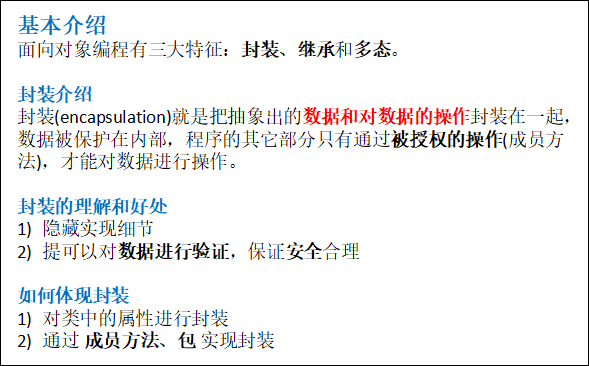 基本介绍
面向对象编程有三大特征：封装、继承和多态。
封装介绍
封装(encapsulation)就是把抽象出的数据和对数据的操作封装在一起，
数据被保护在内部，程序的其它部分只有通过被授权的操作(成员方
法)，才能对数据进行操作。
封装的理解和好处
1) 隐藏实现细节
2) 提可以对数据进行验证，保证安全合理
如何体现封装
1) 对类中的属性进行封装
2) 通过 成员方法、包 实现封装